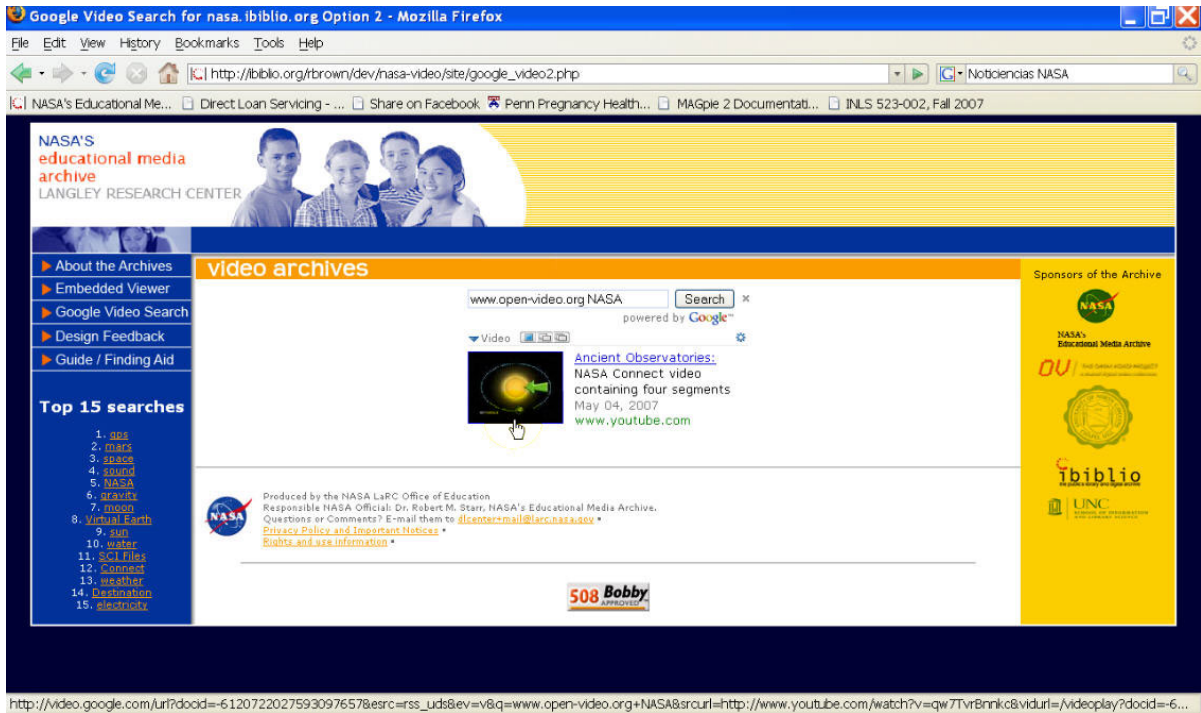 Google Video Search for nasa.ibiblio.org Option 2 - Mozilla Firefox
File Edit View History Bookmarks Tools Help
http://ibiblio.org/rbrown/dev/nasa-video/site/google_video2.php
Noticiencias NASA
NASA's Educational Me... Direct Loan Servicing - ... Share on Facebook Penn Pregnancy Health... MAGpie 2 Documentati... INLS 523-002, Fall 2007
NASA'S
educational media
archive
LANGLEY RESEARCH CENTER
About the Archives
Embedded Viewer
Google Video Search
Design Feedback
Guide / Finding Aid
Top 15 searches
1. gps
2. mars
3. space
4. sound
5. NASA
6. gravity
7. moon
8. Virtual Earth
9. sun
10. water
11. SCI Files
12. Connect
13. weather
14. Destination
15. electricity
video archives
www.open-video.org NASA Search ×
powered by Google™
Video
Ancient Observatories:
NASA Connect video
containing four segments
May 04, 2007
www.youtube.com
NASA
Produced by the NASA LaRC Office of Education
Responsible NASA Official: Dr. Robert M. Starr, NASA's Educational Media Archive.
Questions or Comments? E-mail them to dlcenter+mail@larc.nasa.gov •
Privacy Policy and Important Notices •
Rights and use information •
508 Bobby
APPROVED
Sponsors of the Archive
NASA
NASA's
Educational Media Archive
OV
ibiblio
UNC
http://video.google.com/url?docid=-6120722027593097657&esrc=rss_uds&ev=v&q=www.open-video.org+NASA&srcurl=http://www.youtube.com/watch?v=qw7TvrBnnkc&vidurl=/videoplay?docid=-6...